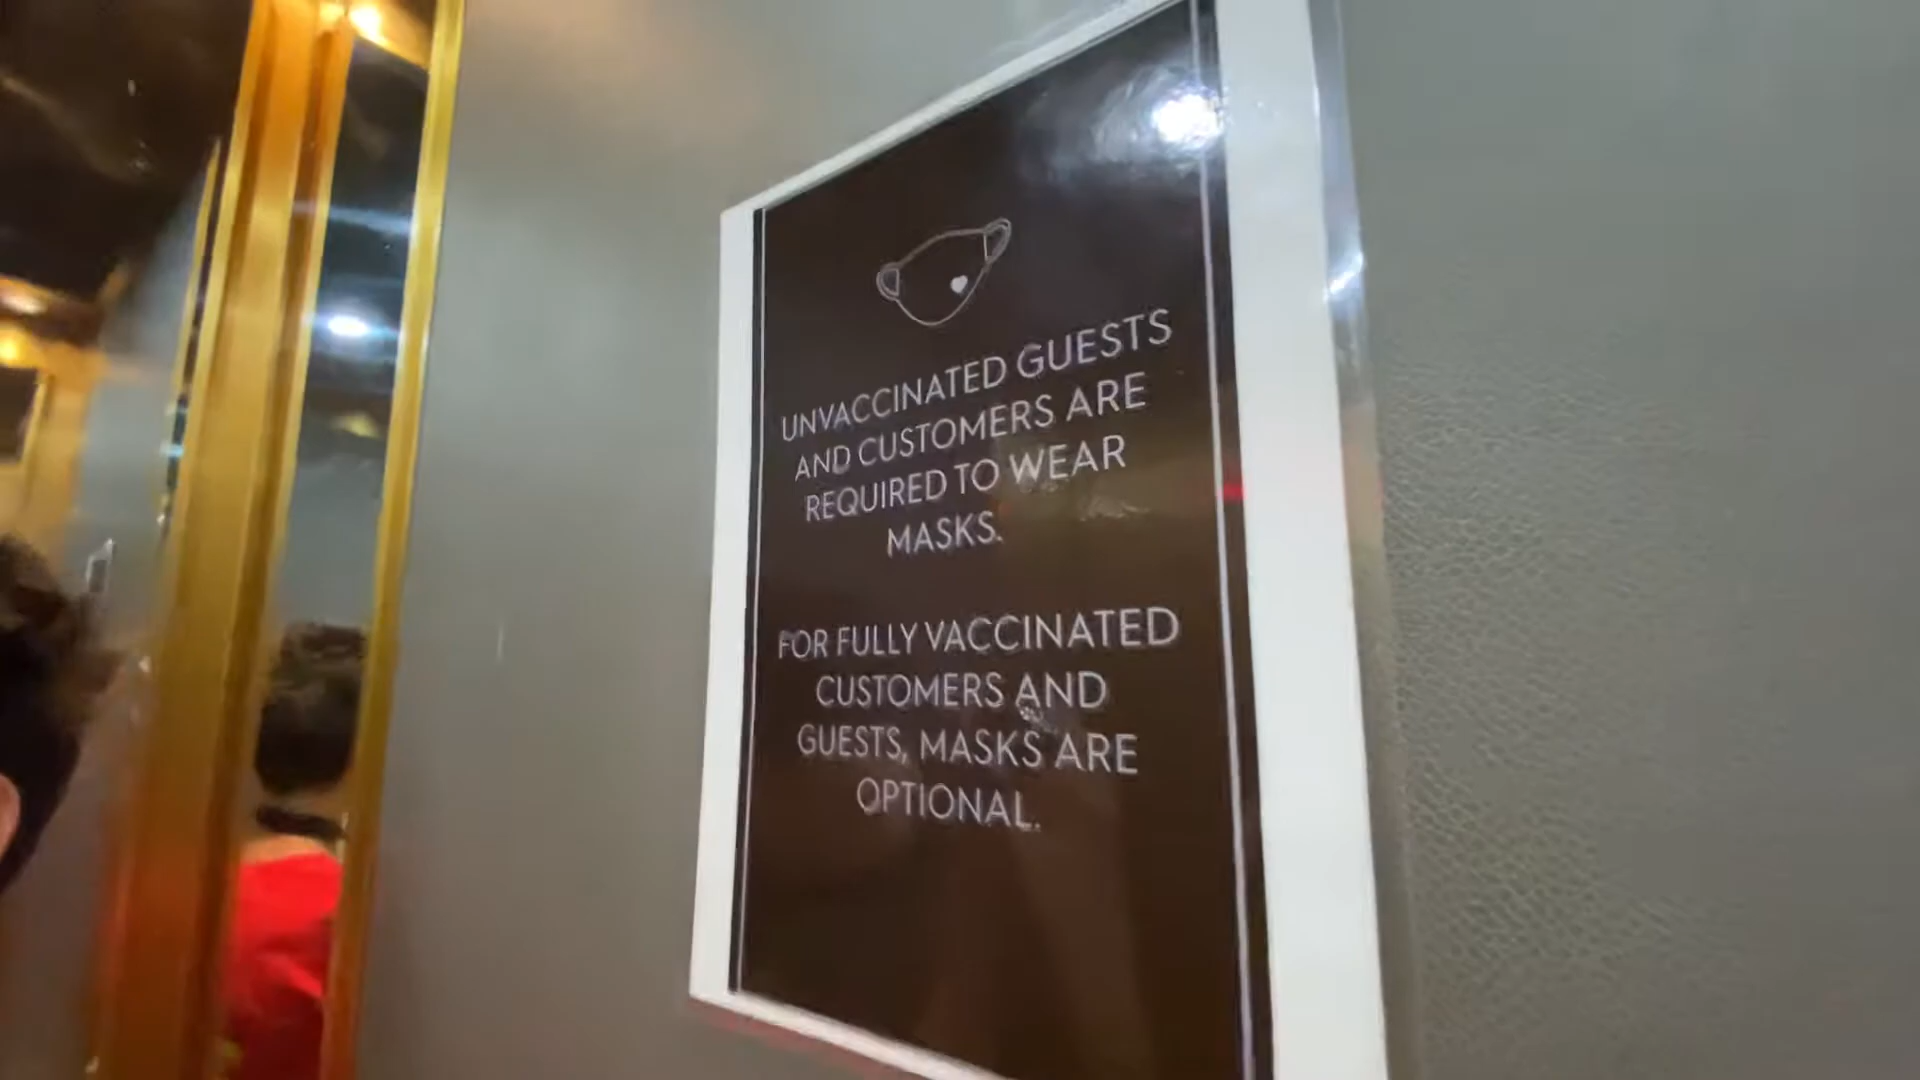 UNVACCINATED GUESTS
AND CUSTOMERS ARE
REQUIRED TO WEAR
MASKS.
FOR FULLY VACCINATED
CUSTOMERS AND
GUESTS, MASKS ARE
OPTIONAL.